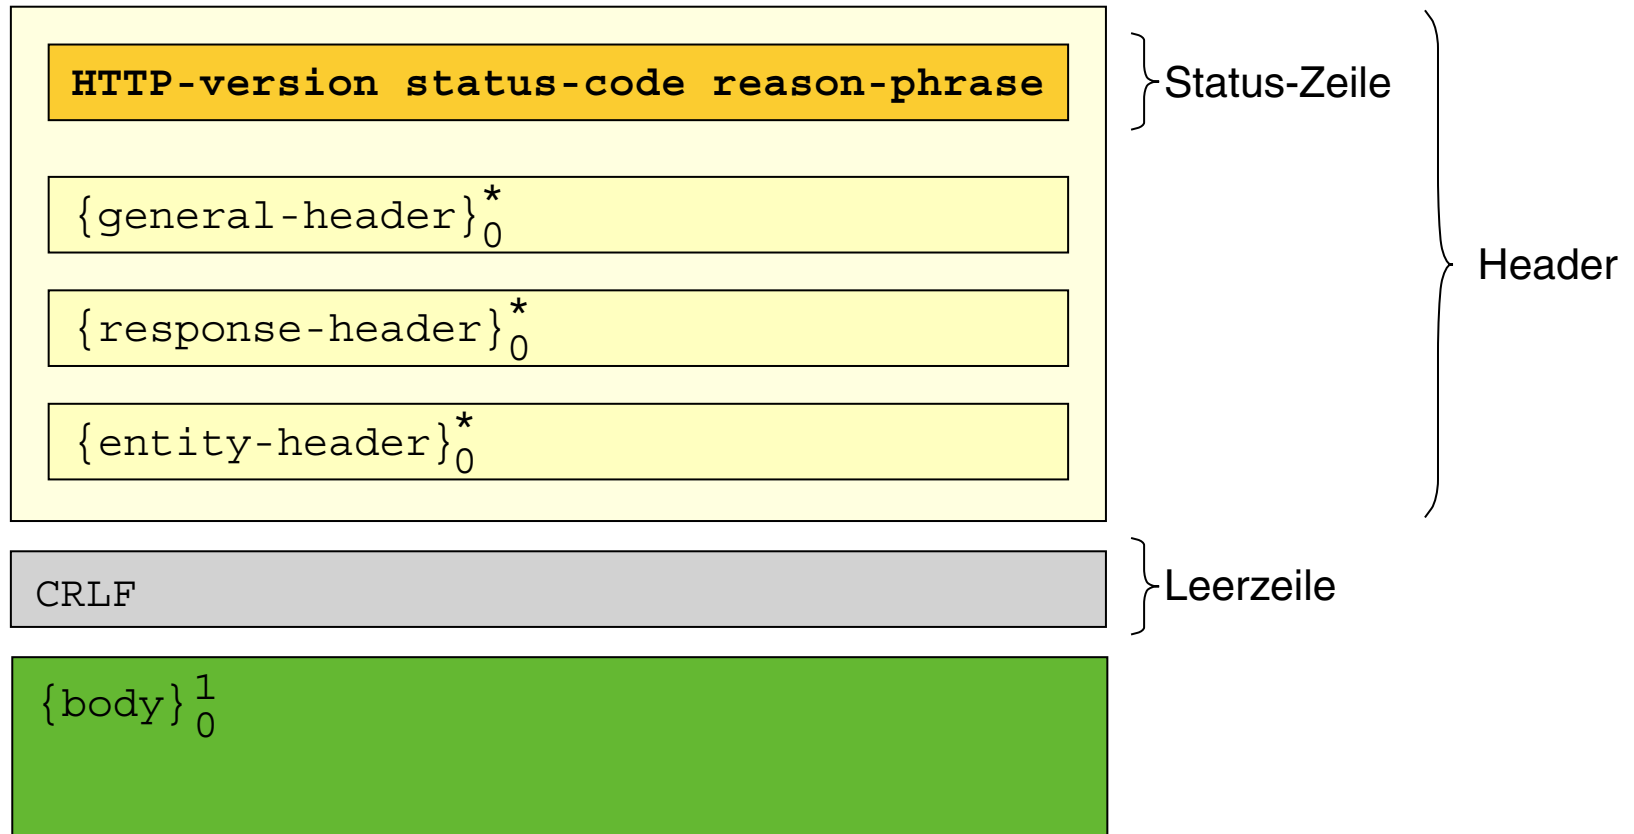 HTTP-version status-code reason-phrase
Status-Zeile
{general-header}*0
Header
{response-header}*0
{entity-header}*0
CRLF
Leerzeile
{body}10